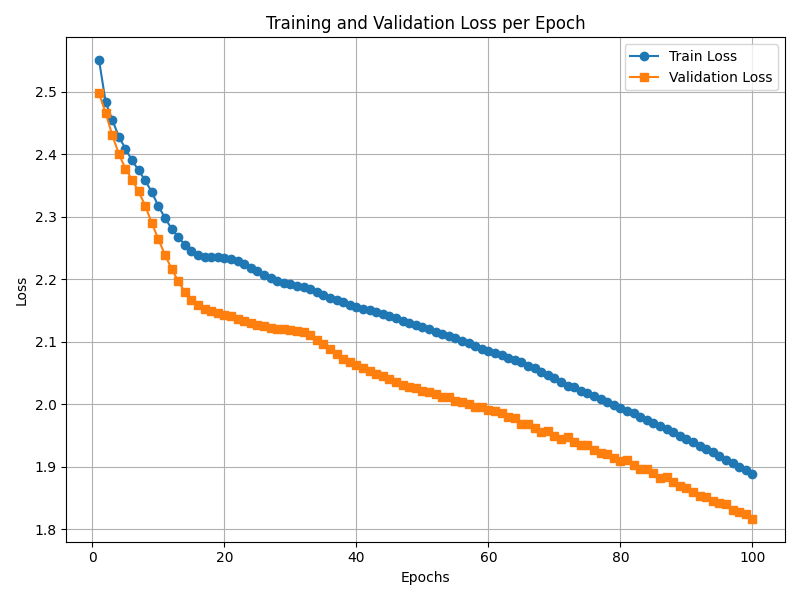 Training and Validation Loss per Epoch
Train Loss
Validation Loss
Loss
2.5
2.4
2.3
2.2
2.1
2.0
1.9
1.8
0 20 40 60 80 100
Epochs